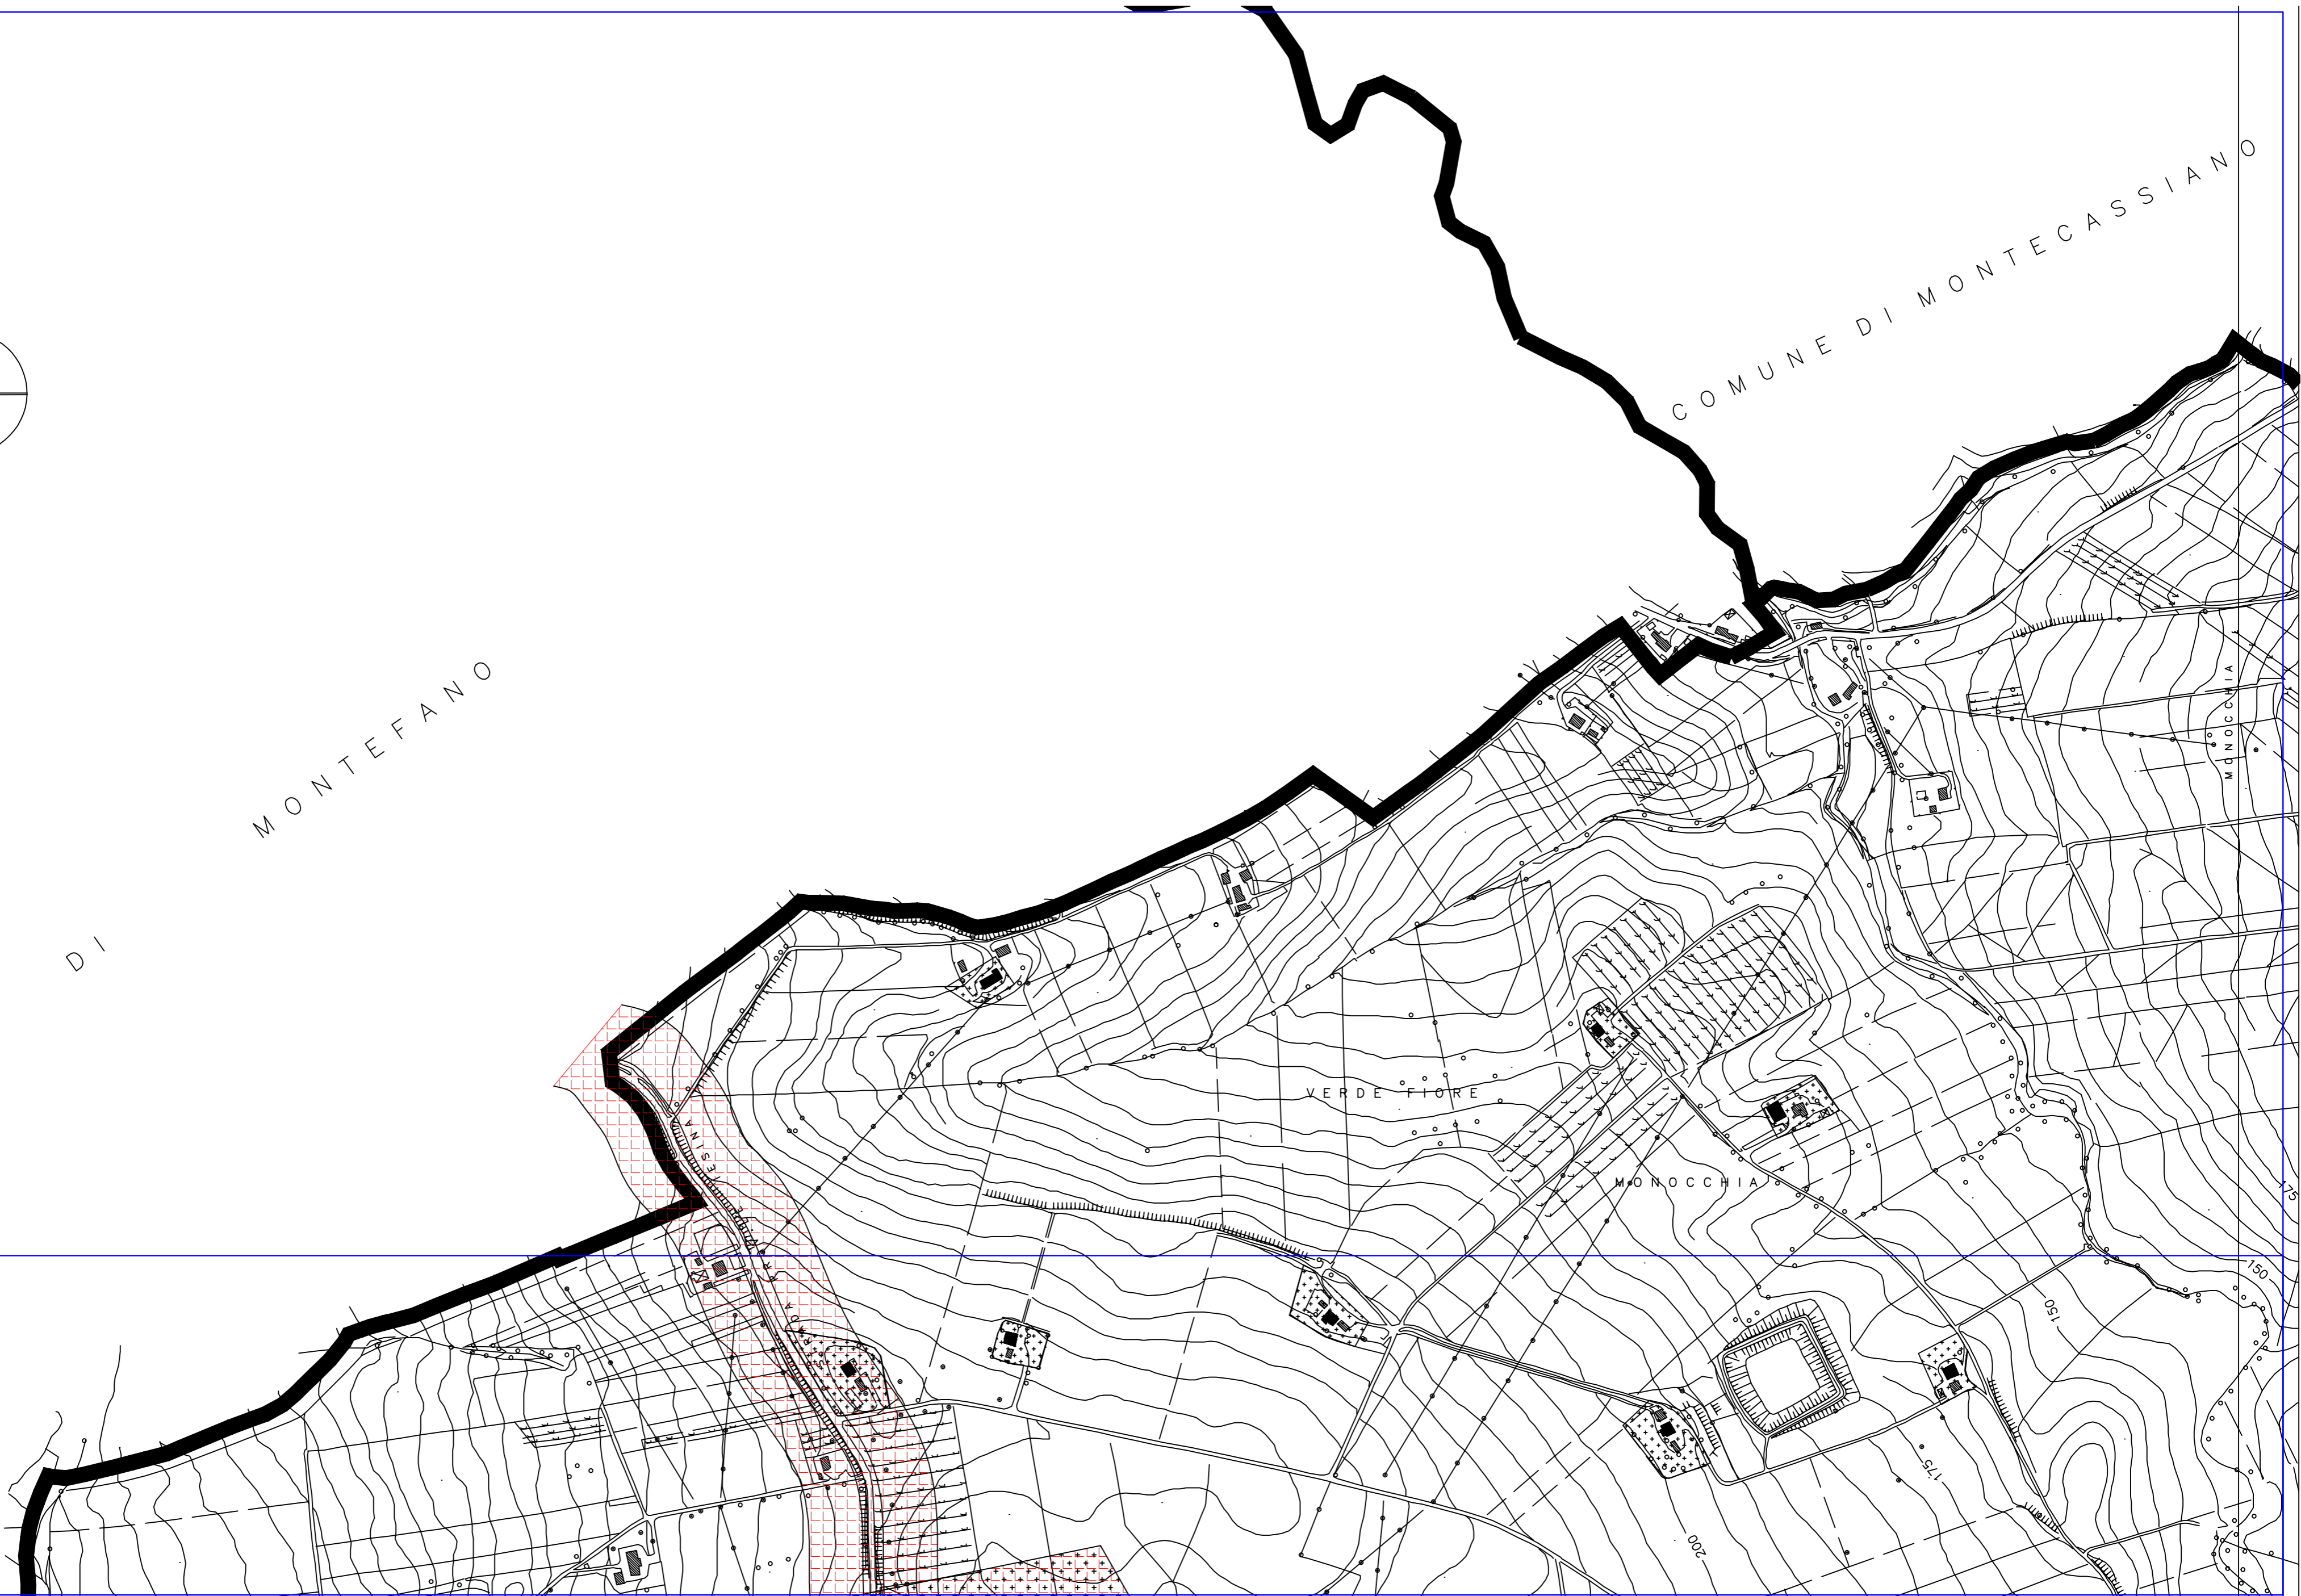 COMUNE DI MONTECASSIANO
DI MONTEFANO
MONOCCHIA
VERDE FIORE
MONOCCHIA
175
150
150
175
200